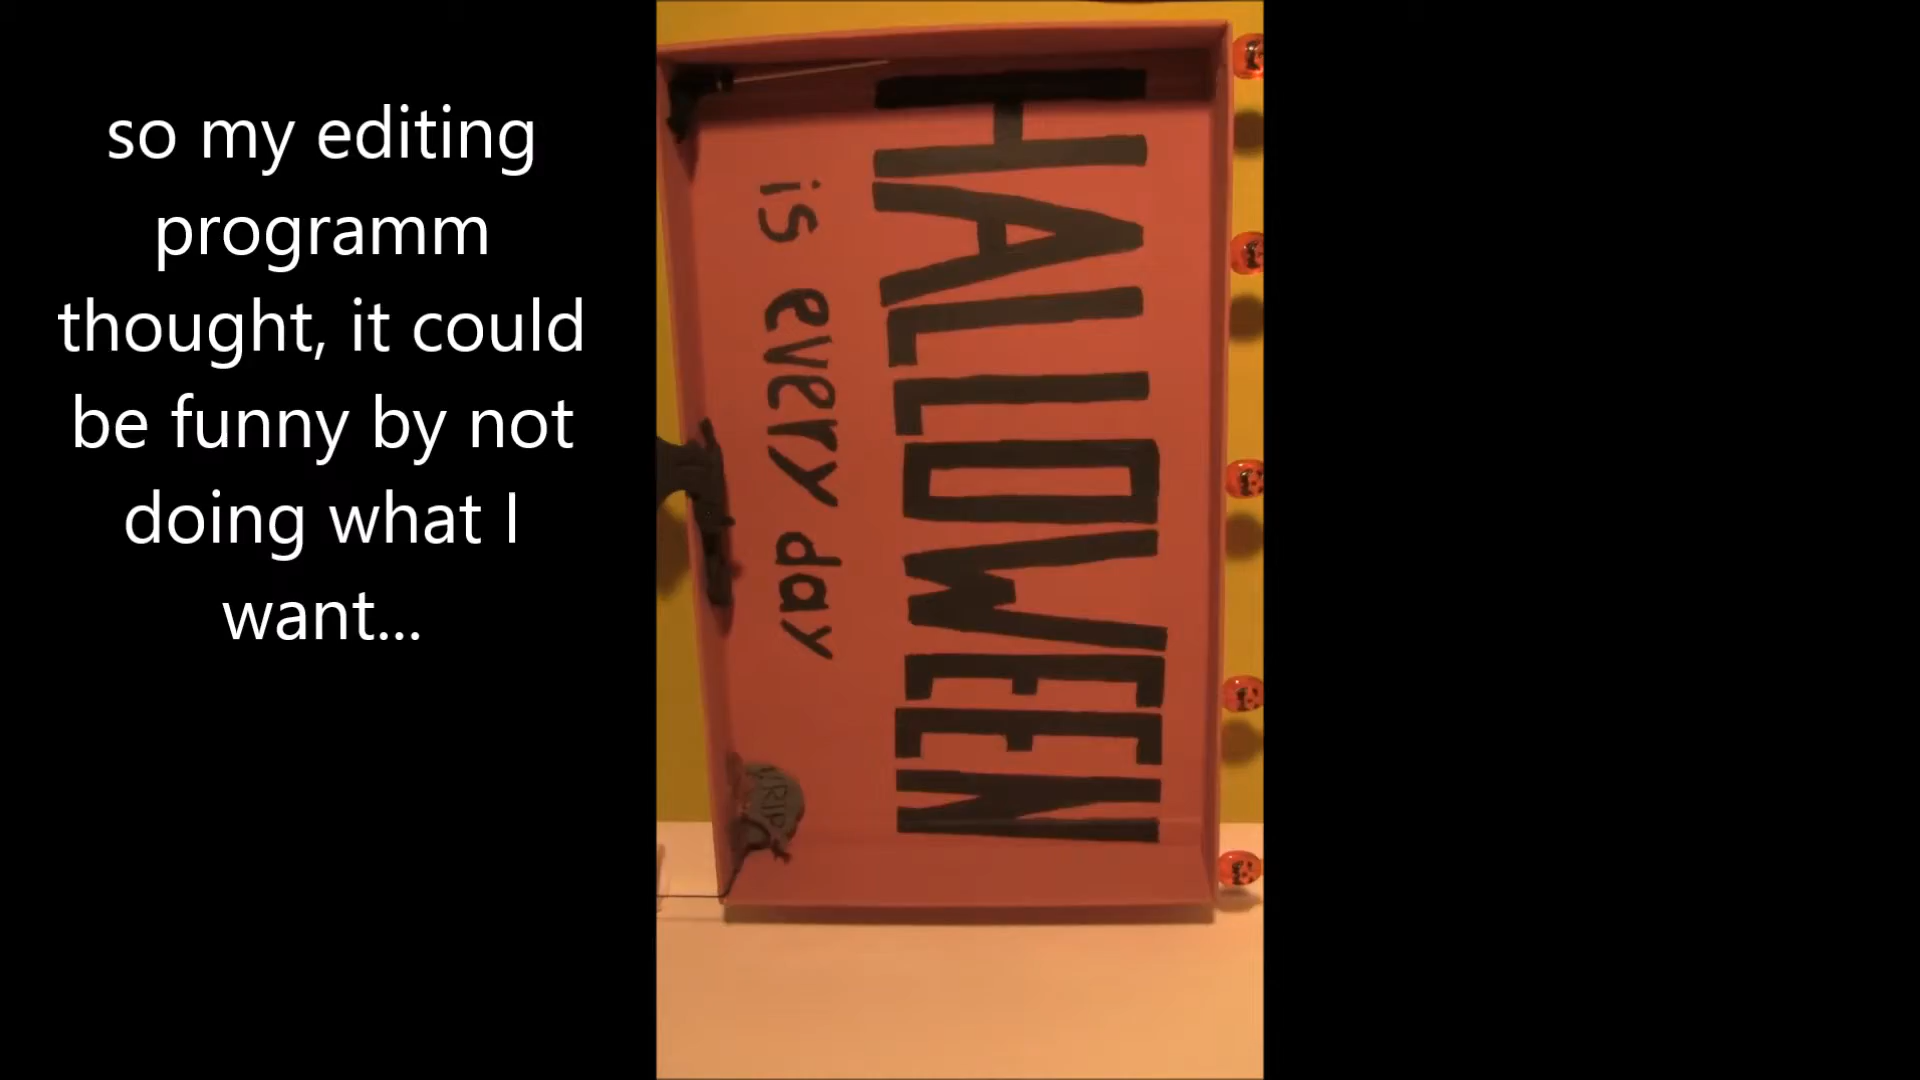 so my editing
programm
thought, it could
be funny by not
doing what I
want...
HALLOWEEN
is every day
RIP